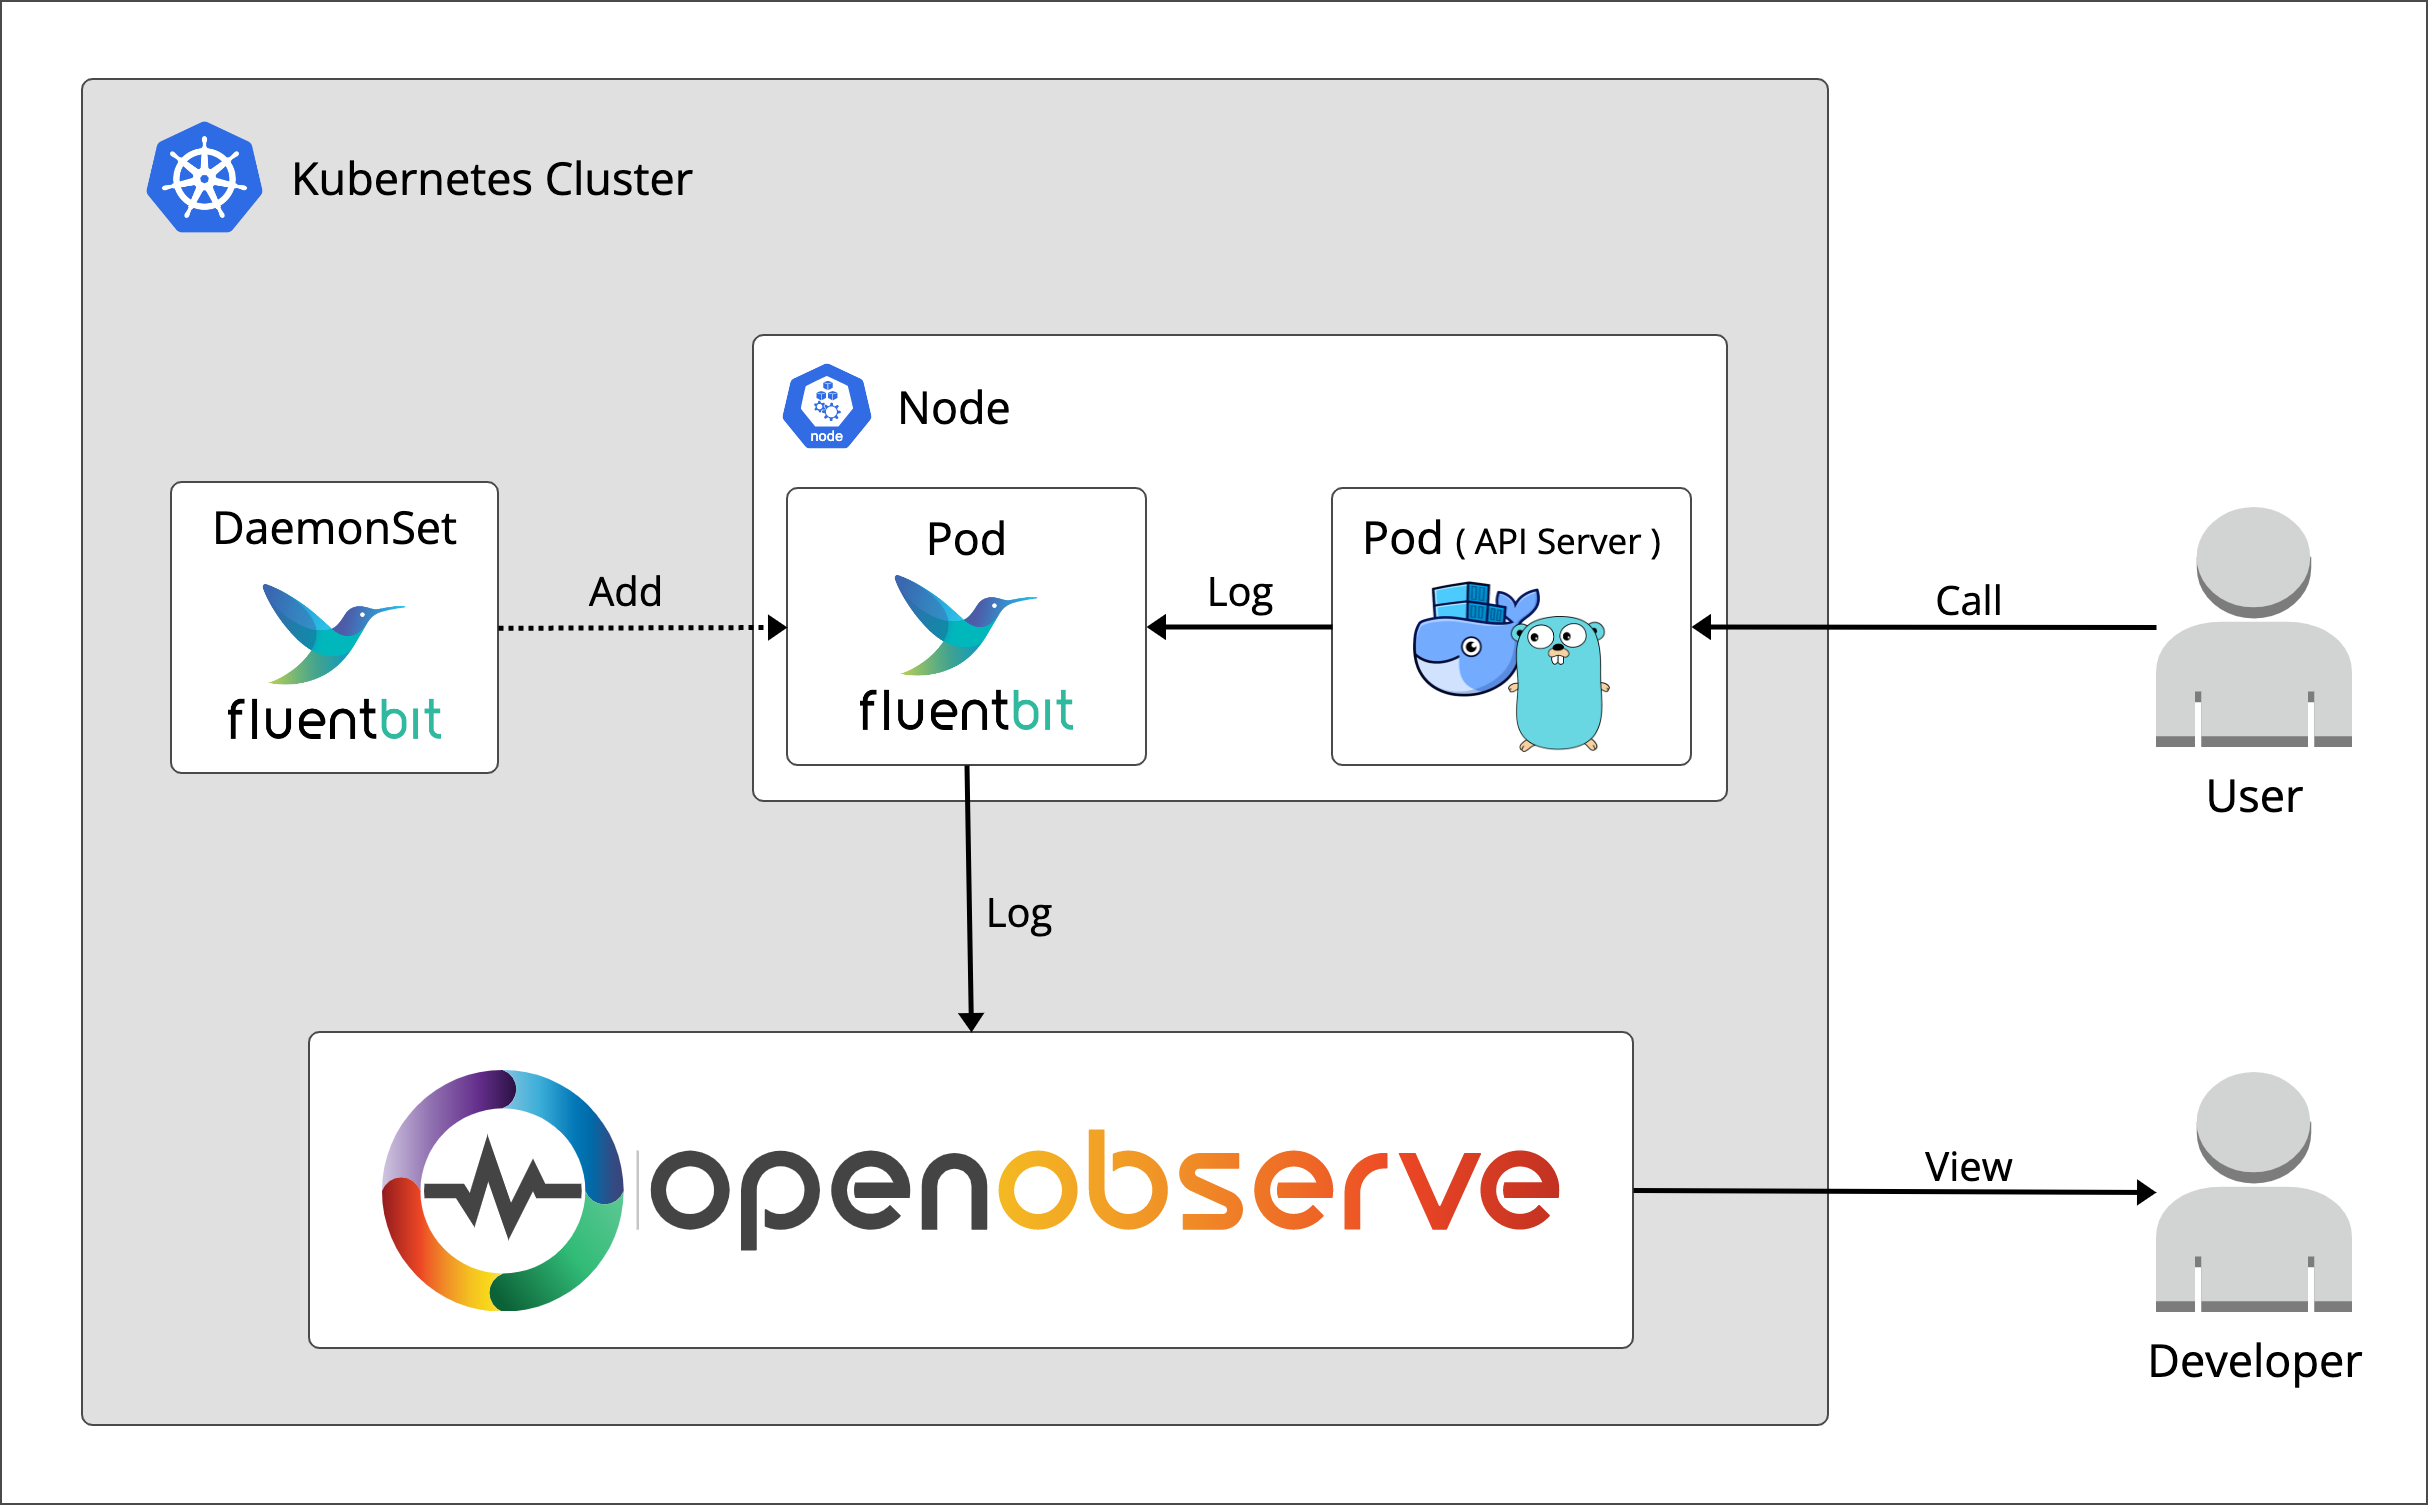 Kubernetes Cluster
node
Node
DaemonSet
fluentbit
Add
Pod
fluentbit
Log
Pod ( API Server )
Call
User
Log
openobserve
View
Developer